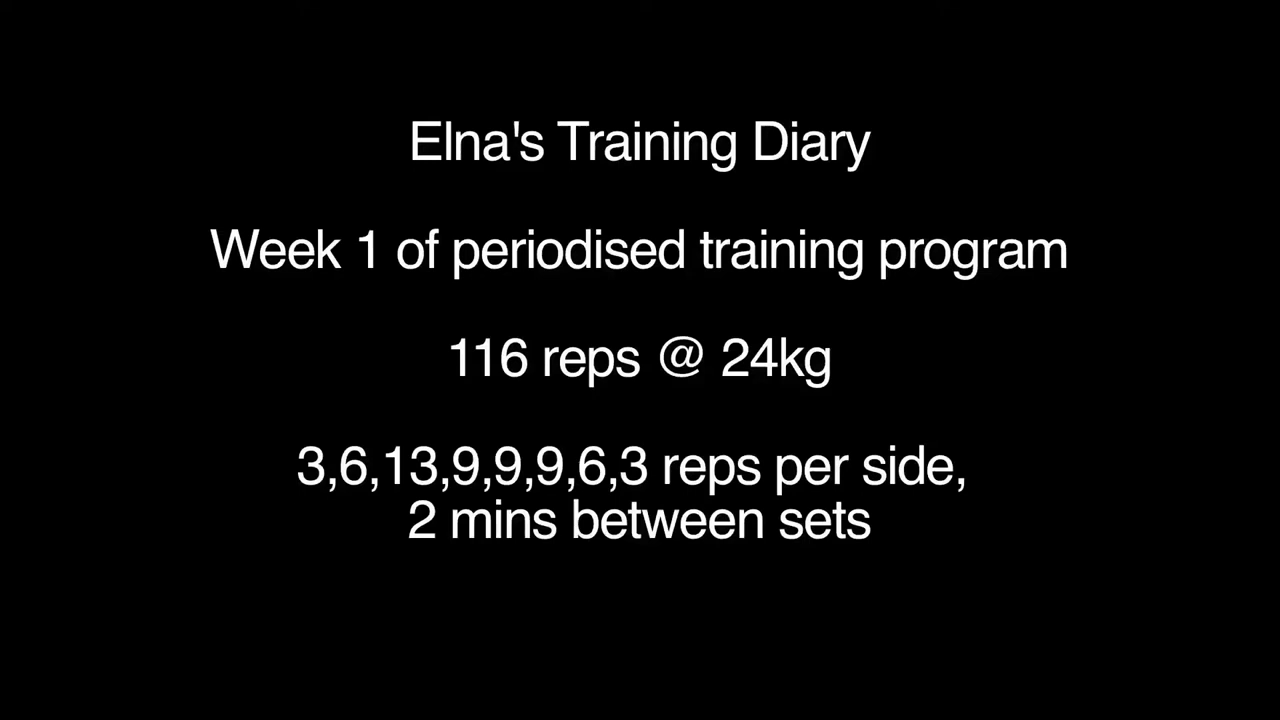 Elna's Training Diary
Week 1 of periodised training program
116 reps @ 24kg
3,6,13,9,9,9,6,3 reps per side,
2 mins between sets